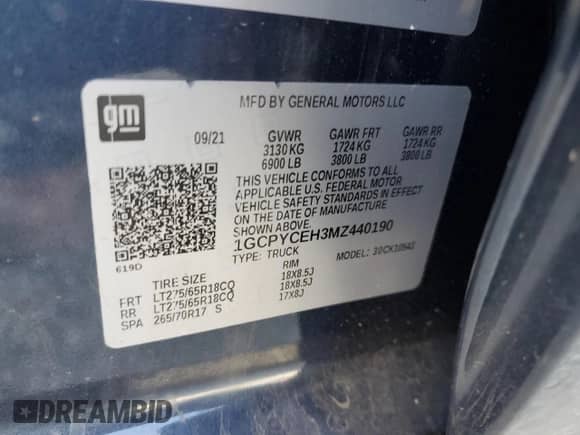 gm
MFD BY GENERAL MOTORS LLC
09/21 GVWR GAWR FRT GAWR RR
3130 KG 1724 KG 1724 KG
6900 LB 3800 LB 3800 LB
THIS VEHICLE CONFORMS TO ALL
APPLICABLE U.S. FEDERAL MOTOR
VEHICLE SAFETY STANDARDS IN EFFECT
ON THE DATE OF MANUFACTURE
SHOWN ABOVE.
1GCPYCEH3MZ440190
619D TYPE: TRUCK MODEL:
TIRE SIZE RIM
FRT LT275/65R18CQ 18X8.5J
RR LT275/65R18CQ 18X8.5J
SPA 265/70R17 S 17X8J
DREAMBID